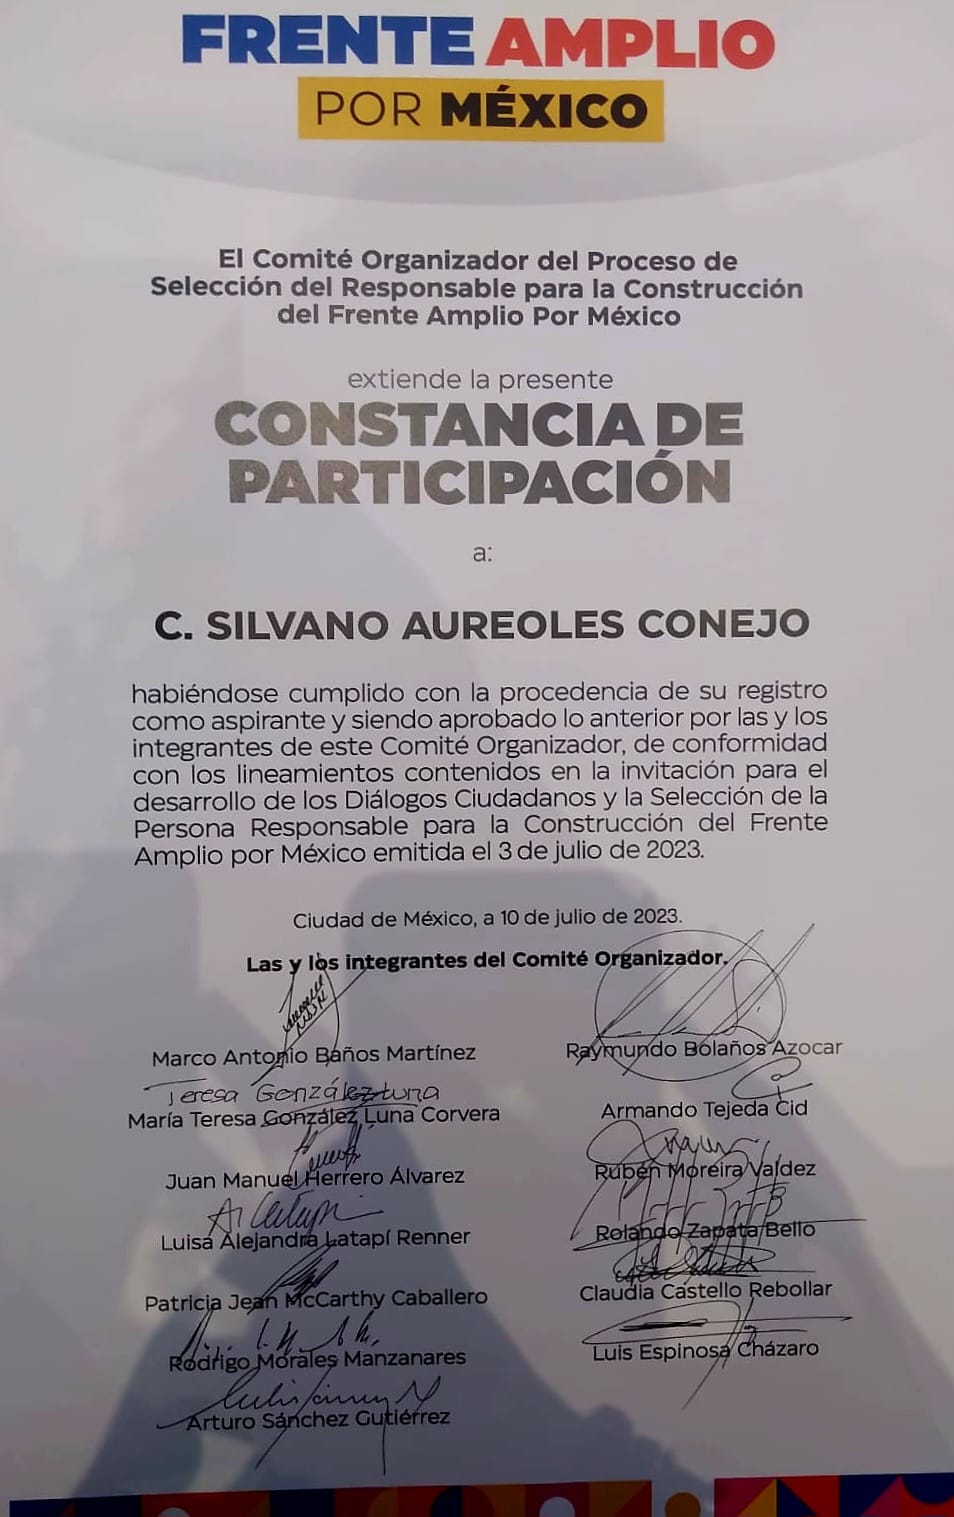 FRENTE AMPLIO
POR MÉXICO
El Comité Organizador del Proceso de
Selección del Responsable para la Construcción
del Frente Amplio Por México
extiende la presente
CONSTANCIA DE
PARTICIPACIÓN
a:
C. SILVANO AUREOLES CONEJO
habiéndose cumplido con la procedencia de su registro
como aspirante y siendo aprobado lo anterior por las y los
integrantes de este Comité Organizador, de conformidad
con los lineamientos contenidos en la invitación para el
desarrollo de los Diálogos Ciudadanos y la Selección de la
Persona Responsable para la Construcción del Frente
Amplio por México emitida el 3 de julio de 2023.
Ciudad de México, a 10 de julio de 2023.
Las y los integrantes del Comité Organizador.
Marco Antonio Baños Martínez
Raymundo Bolaños Azocar
Teresa González Luna
María Teresa González Luna Corvera
Armando Tejeda Cid
Juan Manuel Herrero Álvarez
Rubén Moreira Valdez
Luisa Alejandra Latapí Renner
Rolando Zapata Bello
Patricia Jean McCarthy Caballero
Claudia Castello Rebollar
Rodrigo Morales Manzanares
Luis Espinosa Cházaro
Arturo Sánchez Gutiérrez